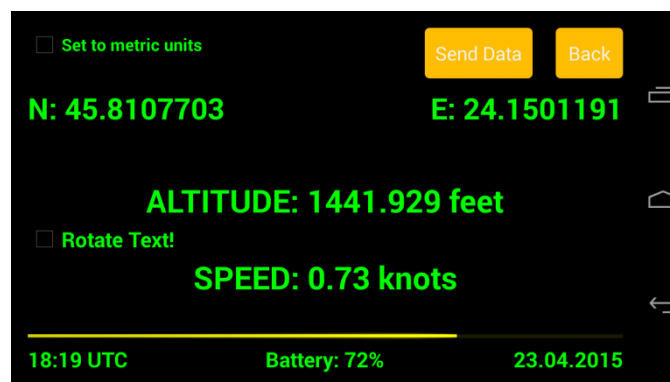 Set to metric units
Send Data
Back
N: 45.8107703
E: 24.1501191
ALTITUDE: 1441.929 feet
Rotate Text!
SPEED: 0.73 knots
18:19 UTC
Battery: 72%
23.04.2015